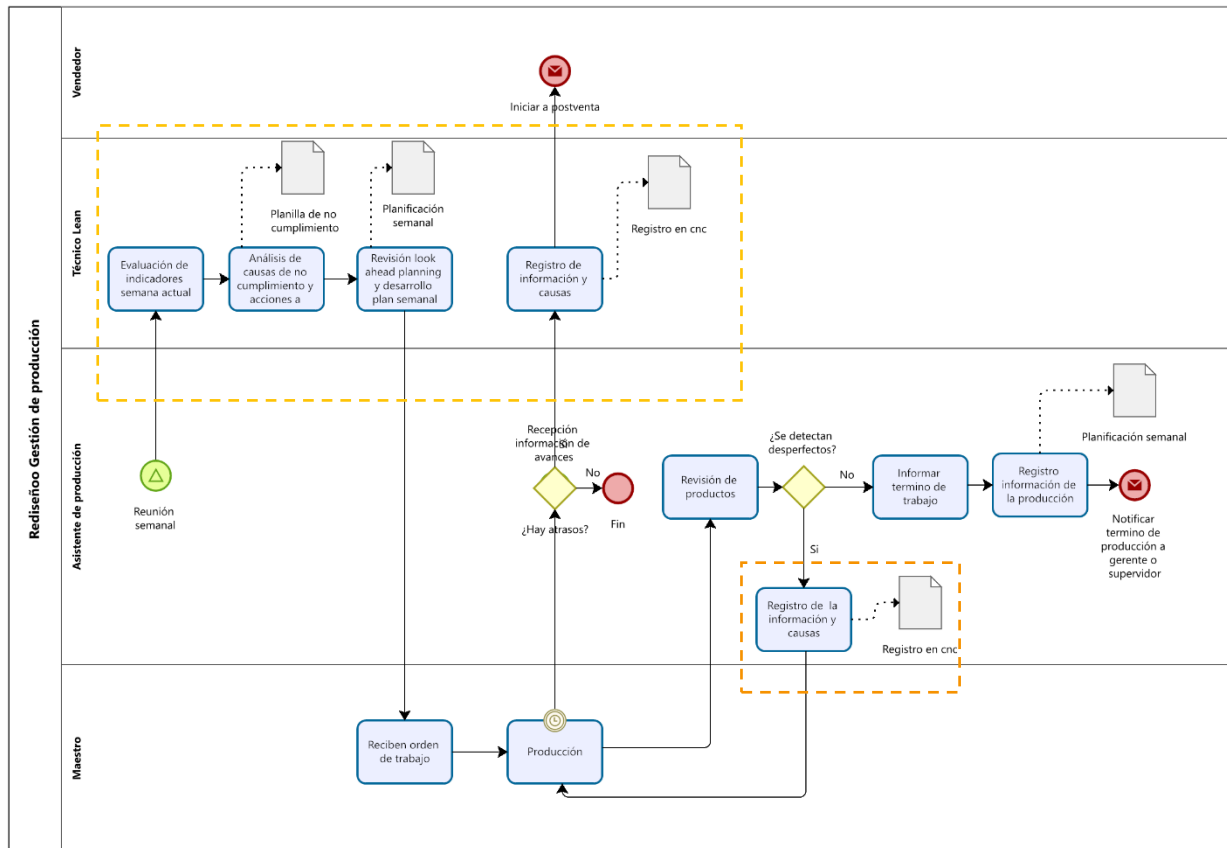 Rediseñoo Gestión de producción
Vendedor
Iniciar a postventa
Técnico Lean
Planilla de no
cumplimiento
Planificación
semanal
Registro en cnc
Evaluación de
indicadores
semana actual
Análisis de
causas de no
cumplimiento y
acciones a
Revisión look
ahead planning
y desarrollo
plan semanal
Registro de
información y
causas
Asistente de producción
Reunión
semanal
Recepción
información de
avances
Si
No
Fin
¿Hay atrasos?
Revisión de
productos
¿Se detectan
desperfectos?
No
Si
Informar
termino de
trabajo
Registro
información de
la producción
Planificación semanal
Notificar
termino de
producción a
gerente o
supervidor
Registro de la
información y
causas
Registro en cnc
Maestro
Reciben orden
de trabajo
Producción